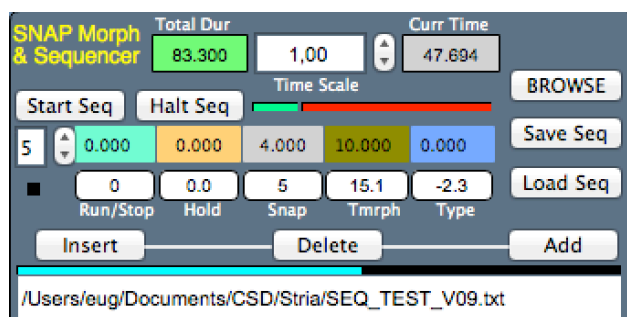 SNAP Morph Total Dur Curr Time
& Sequencer 83.300 1,00 47.694
Time Scale
BROWSE
Start Seq Halt Seq
5 0.000 0.000 4.000 10.000 0.000 Save Seq
0 0.0 5 15.1 -2.3 Load Seq
Run/Stop Hold Snap Tmrph Type
Insert Delete Add
/Users/eug/Documents/CSD/Stria/SEQ_TEST_V09.txt